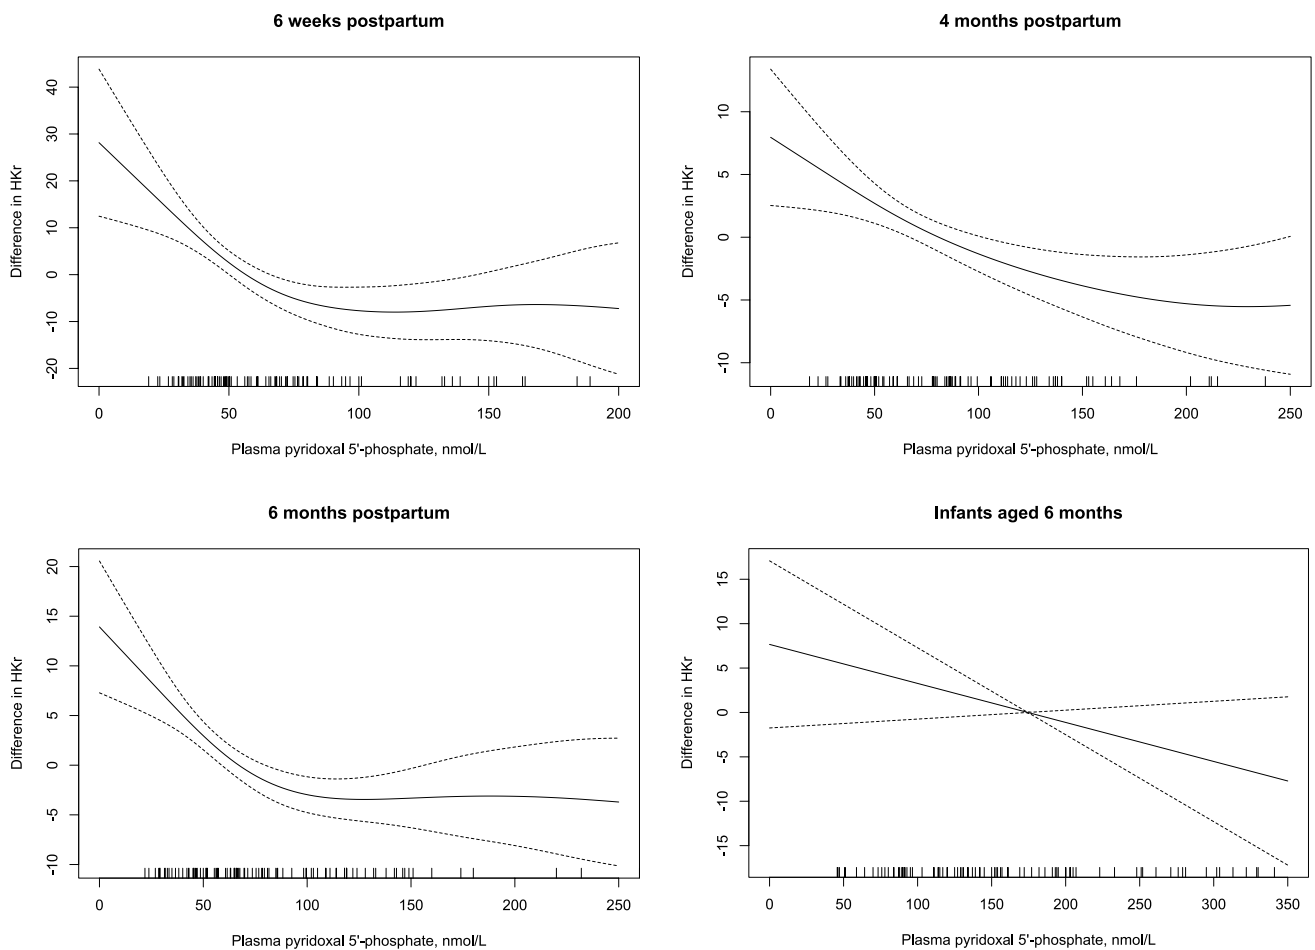 6 weeks postpartum
Difference in HKr
40
30
20
10
0
-10
-20
0 50 100 150 200
Plasma pyridoxal 5'-phosphate, nmol/L
4 months postpartum
Difference in HKr
10
5
0
-5
-10
0 50 100 150 200 250
Plasma pyridoxal 5'-phosphate, nmol/L
6 months postpartum
Difference in HKr
20
15
10
5
0
-5
-10
0 50 100 150 200 250
Plasma pyridoxal 5'-phosphate, nmol/L
Infants aged 6 months
Difference in HKr
15
10
5
0
-5
-10
-15
0 50 100 150 200 250 300 350
Plasma pyridoxal 5'-phosphate, nmol/L